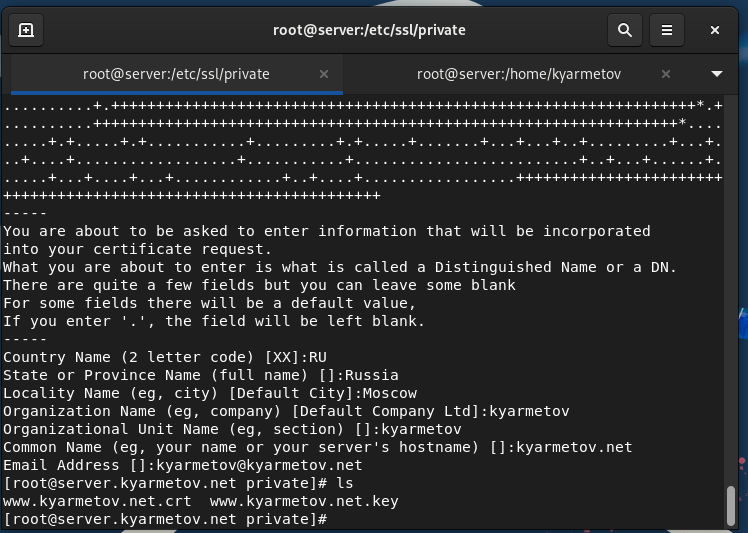 root@server:/etc/ssl/private
root@server:/etc/ssl/private
root@server:/home/kyarmetov
..........+.+++++++++++++++++++++++++++++++++++++++++++++++++++++++++++++++++*.+
..........+++++++++++++++++++++++++++++++++++++++++++++++++++++++++++++++++*....
.....+.+.....+.+...........+.........+.+.....+.......+...+...+..+.........+...+.
..+....+..................+...........+.........................+..+...+......+.
.....+...+....+...+............+..+....+.................+++++++++++++++++++++++
++++++++++++++++++++++++++++++++++++++++++
-----
You are about to be asked to enter information that will be incorporated
into your certificate request.
What you are about to enter is what is called a Distinguished Name or a DN.
There are quite a few fields but you can leave some blank
For some fields there will be a default value,
If you enter '.', the field will be left blank.
-----
Country Name (2 letter code) [XX]:RU
State or Province Name (full name) []:Russia
Locality Name (eg, city) [Default City]:Moscow
Organization Name (eg, company) [Default Company Ltd]:kyarmetov
Organizational Unit Name (eg, section) []:kyarmetov
Common Name (eg, your name or your server's hostname) []:kyarmetov.net
Email Address []:kyarmetov@kyarmetov.net
[root@server.kyarmetov.net private]# ls
www.kyarmetov.net.crt  www.kyarmetov.net.key
[root@server.kyarmetov.net private]#